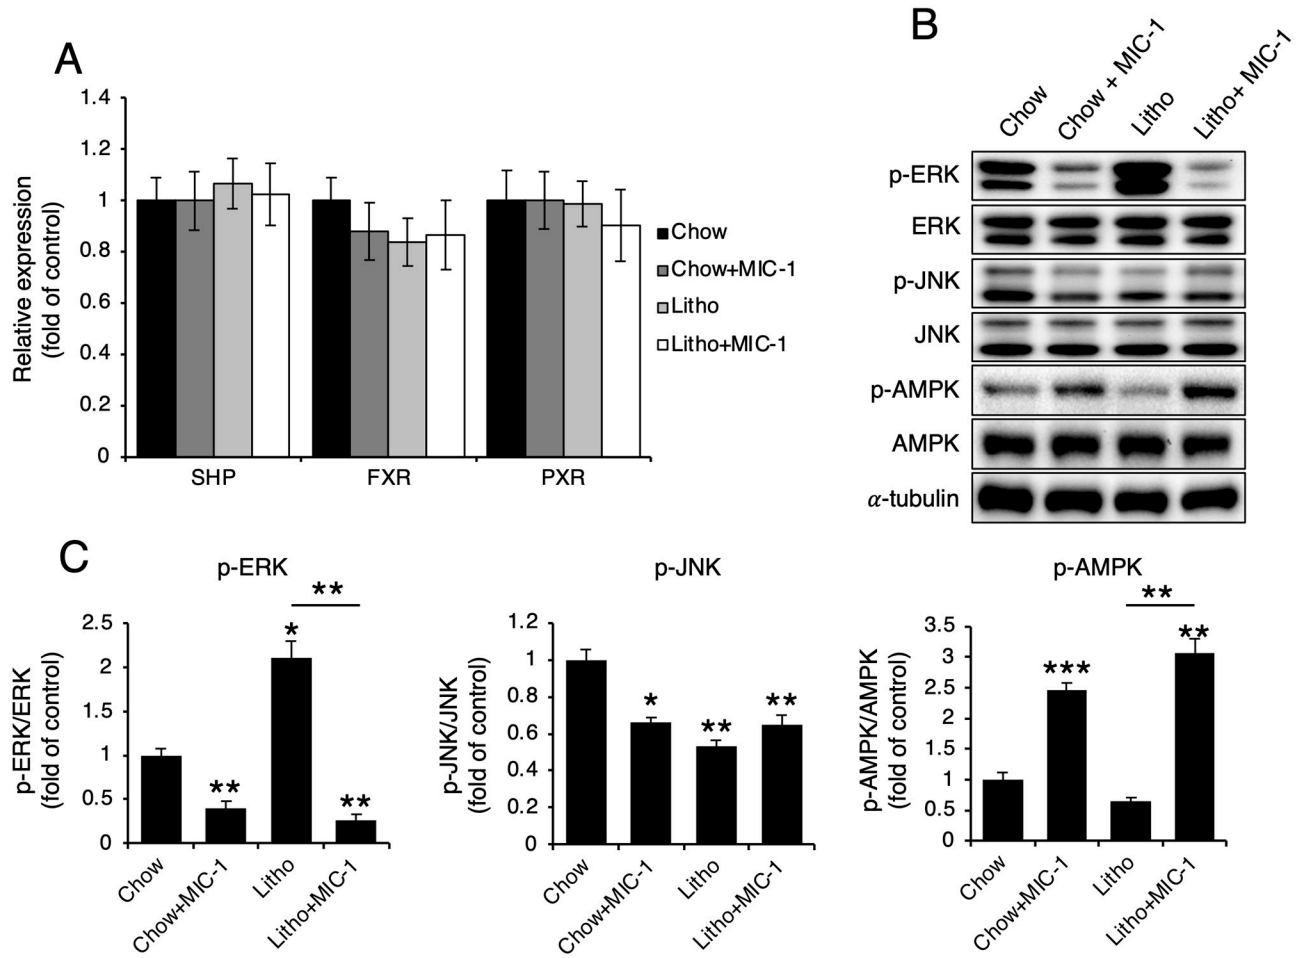 A
1.4
1.2
1
0.8
0.6
0.4
0.2
0
Relative expression
(fold of control)
SHP
FXR
PXR
Chow
Chow+MIC-1
Litho
Litho+MIC-1
B
Chow
Chow + MIC-1
Litho
Litho+ MIC-1
p-ERK
ERK
p-JNK
JNK
p-AMPK
AMPK
α-tubulin
C
p-ERK
**
2.5
2
1.5
1
0.5
0
p-ERK/ERK
(fold of control)
**
*
**
Chow
Chow+MIC-1
Litho
Litho+MIC-1
p-JNK
1.2
1
0.8
0.6
0.4
0.2
0
p-JNK/JNK
(fold of control)
*
**
**
Chow
Chow+MIC-1
Litho
Litho+MIC-1
p-AMPK
**
3.5
3
2.5
2
1.5
1
0.5
0
p-AMPK/AMPK
(fold of control)
***
**
Chow
Chow+MIC-1
Litho
Litho+MIC-1